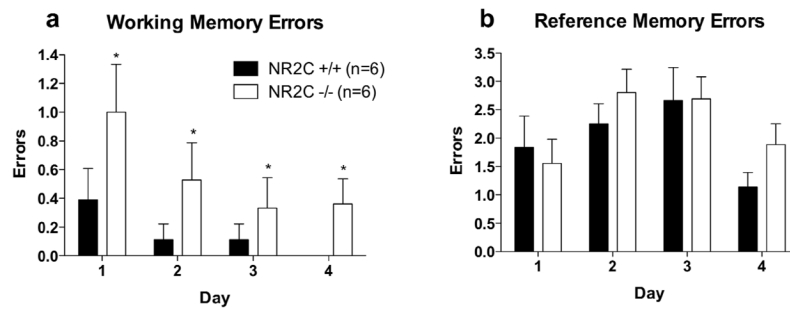 a Working Memory Errors
1.4
1.2
1.0
0.8
0.6
0.4
0.2
0.0
Errors
* * * *
NR2C +/+ (n=6)
NR2C -/- (n=6)
1 2 3 4
Day
b Reference Memory Errors
3.5
3.0
2.5
2.0
1.5
1.0
0.5
0.0
Errors
1 2 3 4
Day